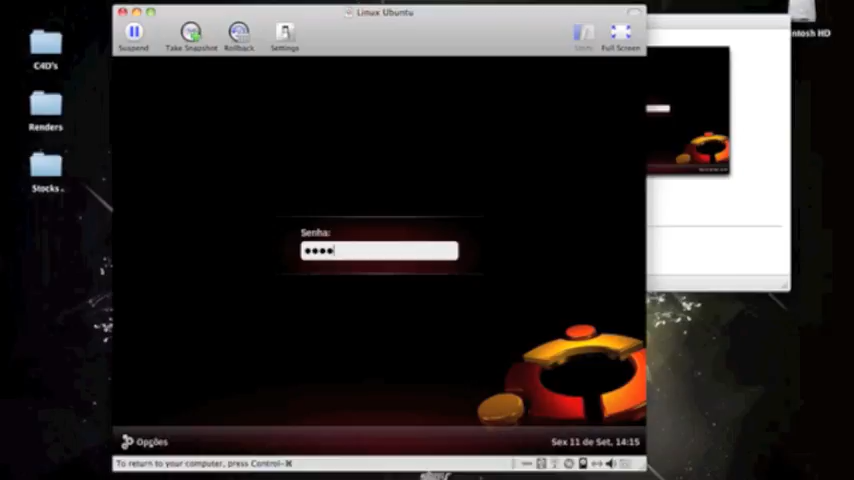 Linux Ubuntu
Suspend
Take Snapshot
Rollback
Settings
Full Screen
ntosh HD
C4D's
Renders
Stocks
Senha:
Opções
Sex 11 de Set, 14:15
To return to your computer, press Control-⌘